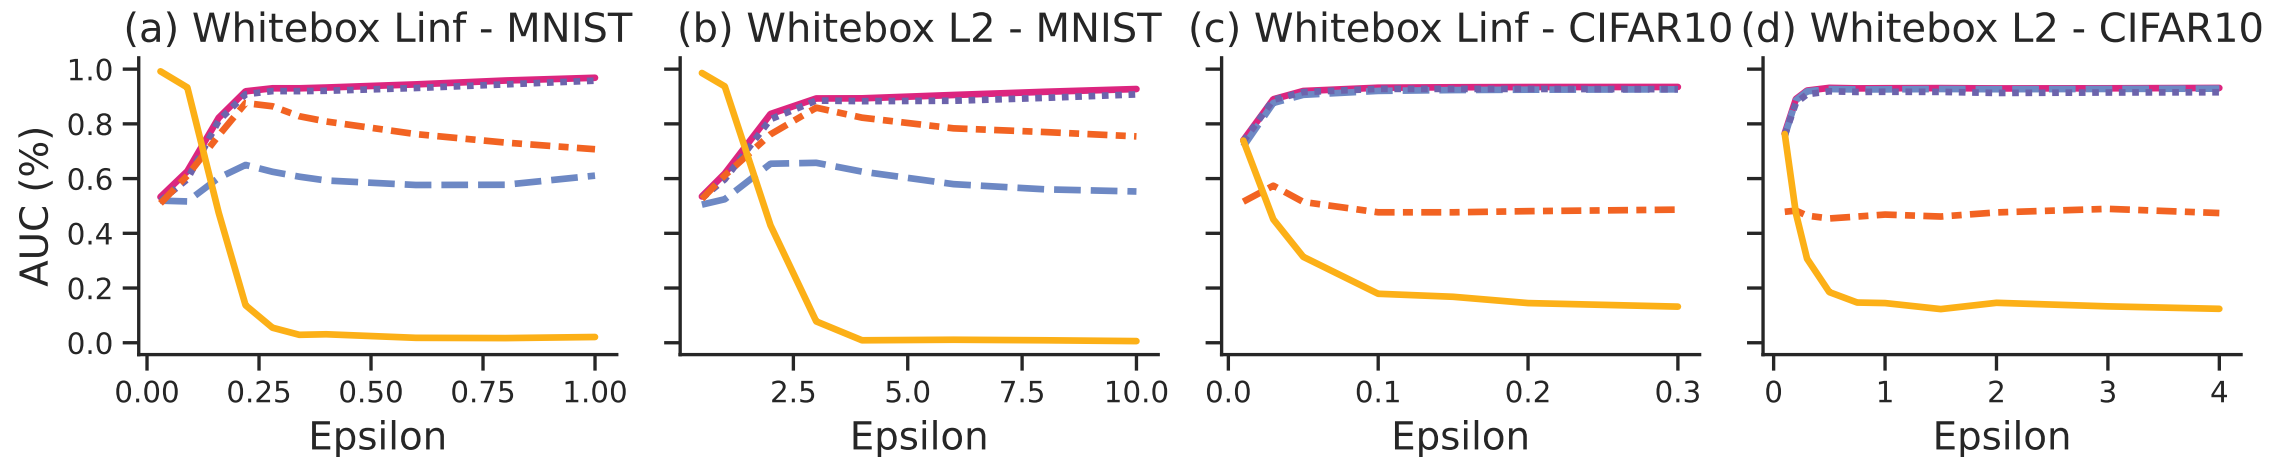 (a) Whitebox Linf - MNIST (b) Whitebox L2 - MNIST (c) Whitebox Linf - CIFAR10 (d) Whitebox L2 - CIFAR10
AUC (%)
1.0
0.8
0.6
0.4
0.2
0.0
0.00 0.25 0.50 0.75 1.00 2.5 5.0 7.5 10.0 0.0 0.1 0.2 0.3 0 1 2 3 4
Epsilon Epsilon Epsilon Epsilon